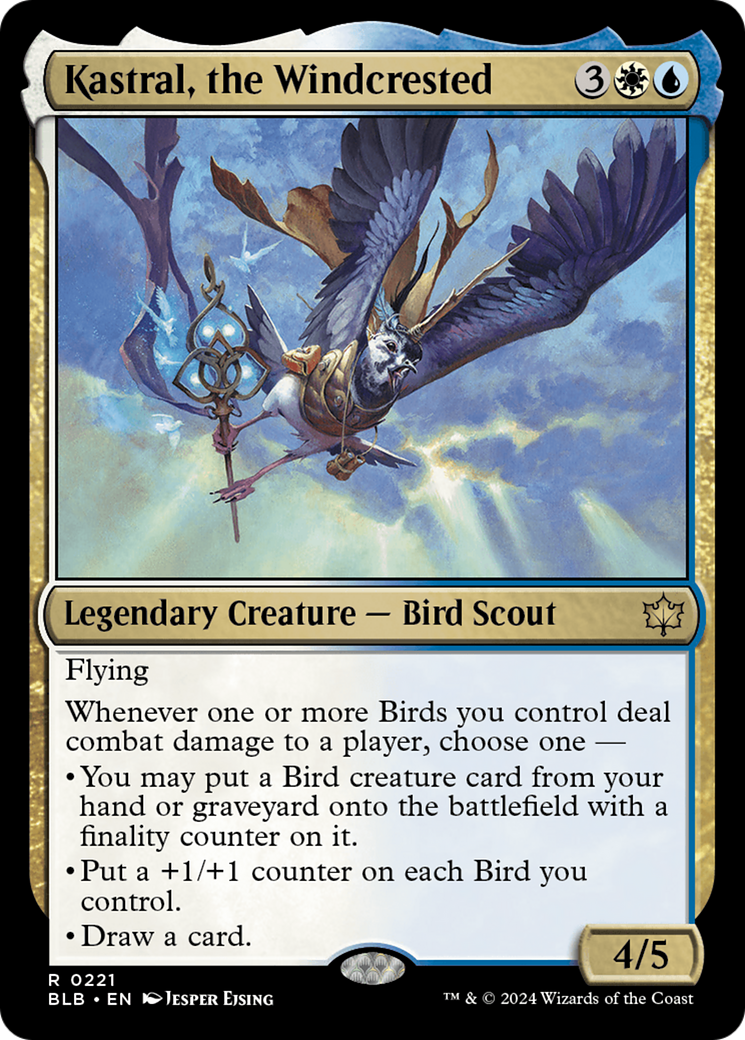 Kastral, the Windcrested 3
Legendary Creature — Bird Scout
Flying
Whenever one or more Birds you control deal
combat damage to a player, choose one —
•You may put a Bird creature card from your
hand or graveyard onto the battlefield with a
finality counter on it.
•Put a +1/+1 counter on each Bird you
control.
•Draw a card.
4/5
R 0221
BLB • EN Jesper Ejsing
™ & © 2024 Wizards of the Coast